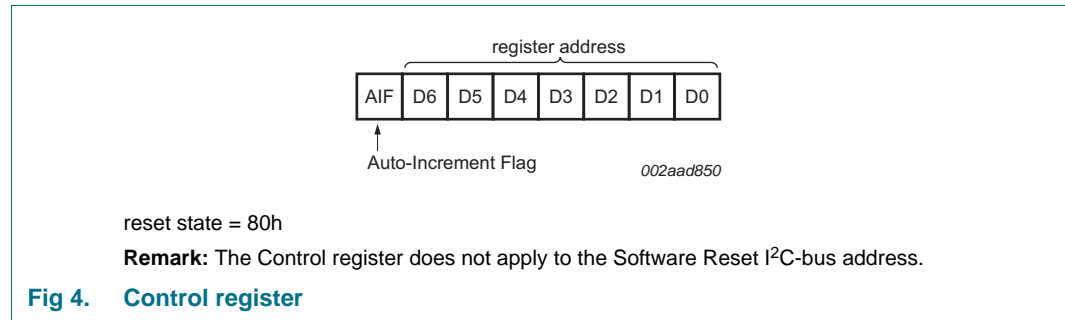 register address
AIF D6 D5 D4 D3 D2 D1 D0
Auto-Increment Flag
002aad850
reset state = 80h
Remark: The Control register does not apply to the Software Reset I2C-bus address.
Fig 4. Control register